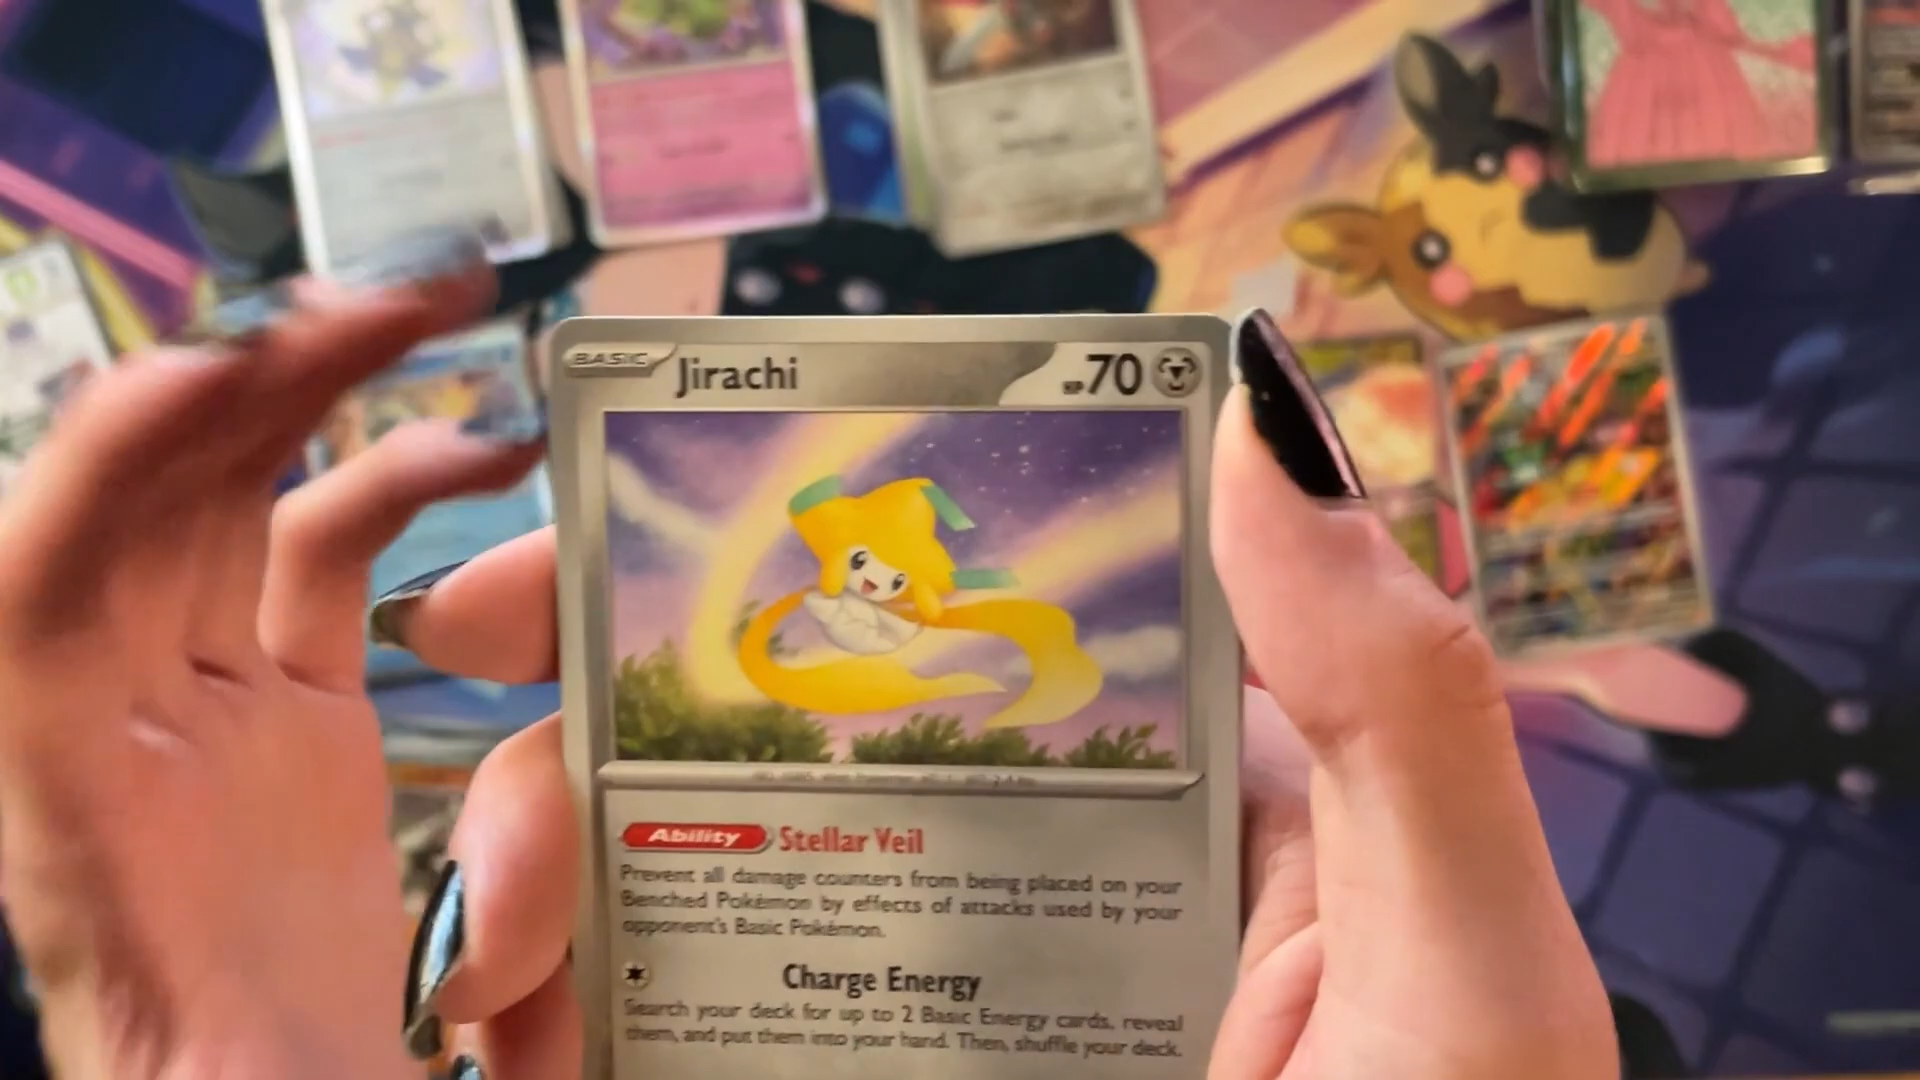 BASIC Jirachi HP 70
Ability Stellar Veil
Prevent all damage counters from being placed on your
Benched Pokémon by effects of attacks used by your
opponent's Basic Pokémon.
Charge Energy
Search your deck for up to 2 Basic Energy cards, reveal
them, and put them into your hand. Then, shuffle your deck.